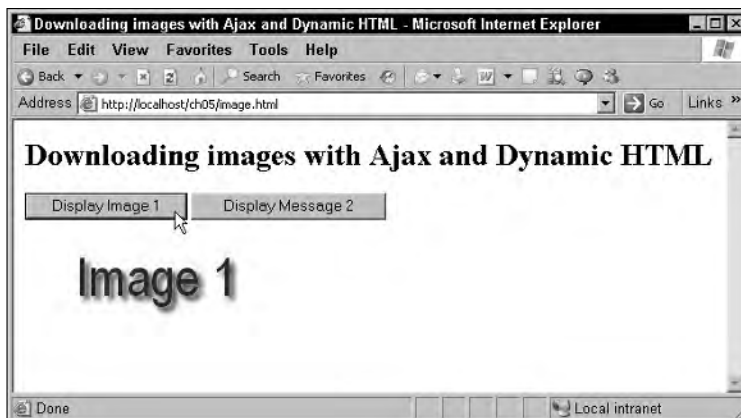 Downloading images with Ajax and Dynamic HTML - Microsoft Internet Explorer
File Edit View Favorites Tools Help
Back Search Favorites
Address http://localhost/ch05/image.html Go Links »
Downloading images with Ajax and Dynamic HTML
Display Image 1 Display Message 2
Image 1
Done Local intranet